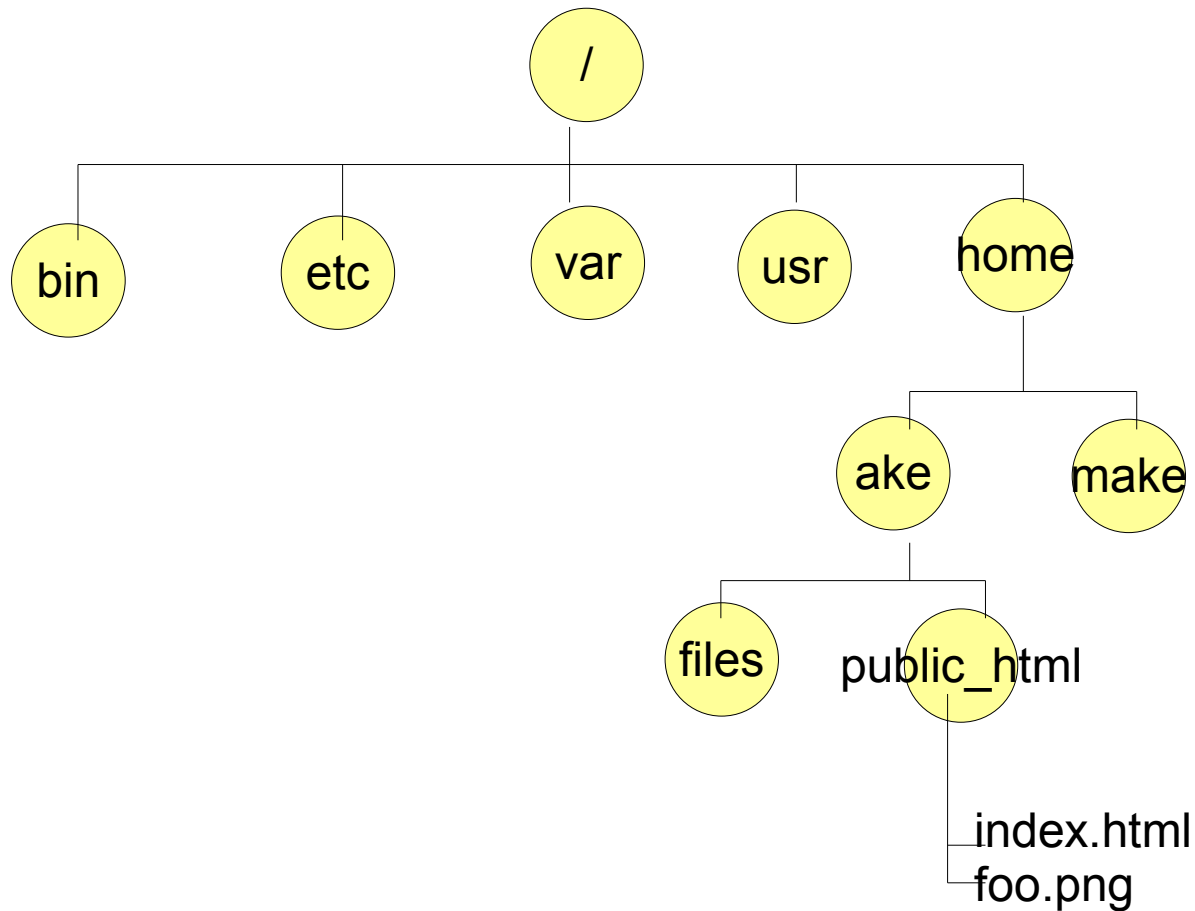 /
bin
etc
var
usr
home
ake
make
files
public_html
index.html
foo.png